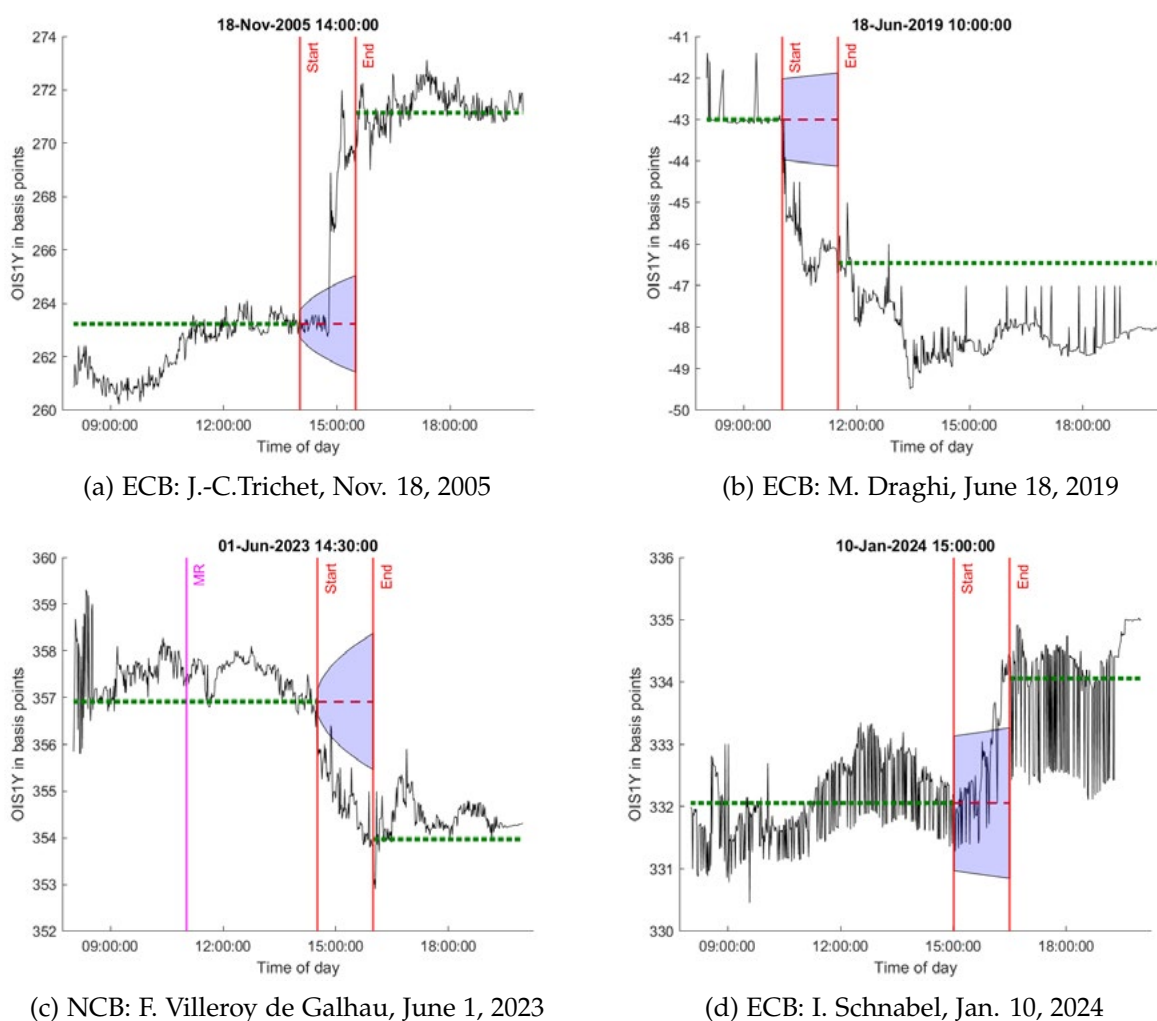 18-Nov-2005 14:00:00
274
272
270
268
266
264
262
260
OIS1Y in basis points
Start
End
09:00:00 12:00:00 15:00:00 18:00:00
Time of day
(a) ECB: J.-C.Trichet, Nov. 18, 2005
18-Jun-2019 10:00:00
-41
-42
-43
-44
-45
-46
-47
-48
-49
-50
OIS1Y in basis points
Start
End
09:00:00 12:00:00 15:00:00 18:00:00
Time of day
(b) ECB: M. Draghi, June 18, 2019
01-Jun-2023 14:30:00
360
359
358
357
356
355
354
353
352
OIS1Y in basis points
MR
Start
End
09:00:00 12:00:00 15:00:00 18:00:00
Time of day
(c) NCB: F. Villeroy de Galhau, June 1, 2023
10-Jan-2024 15:00:00
336
335
334
333
332
331
330
OIS1Y in basis points
Start
End
09:00:00 12:00:00 15:00:00 18:00:00
Time of day
(d) ECB: I. Schnabel, Jan. 10, 2024